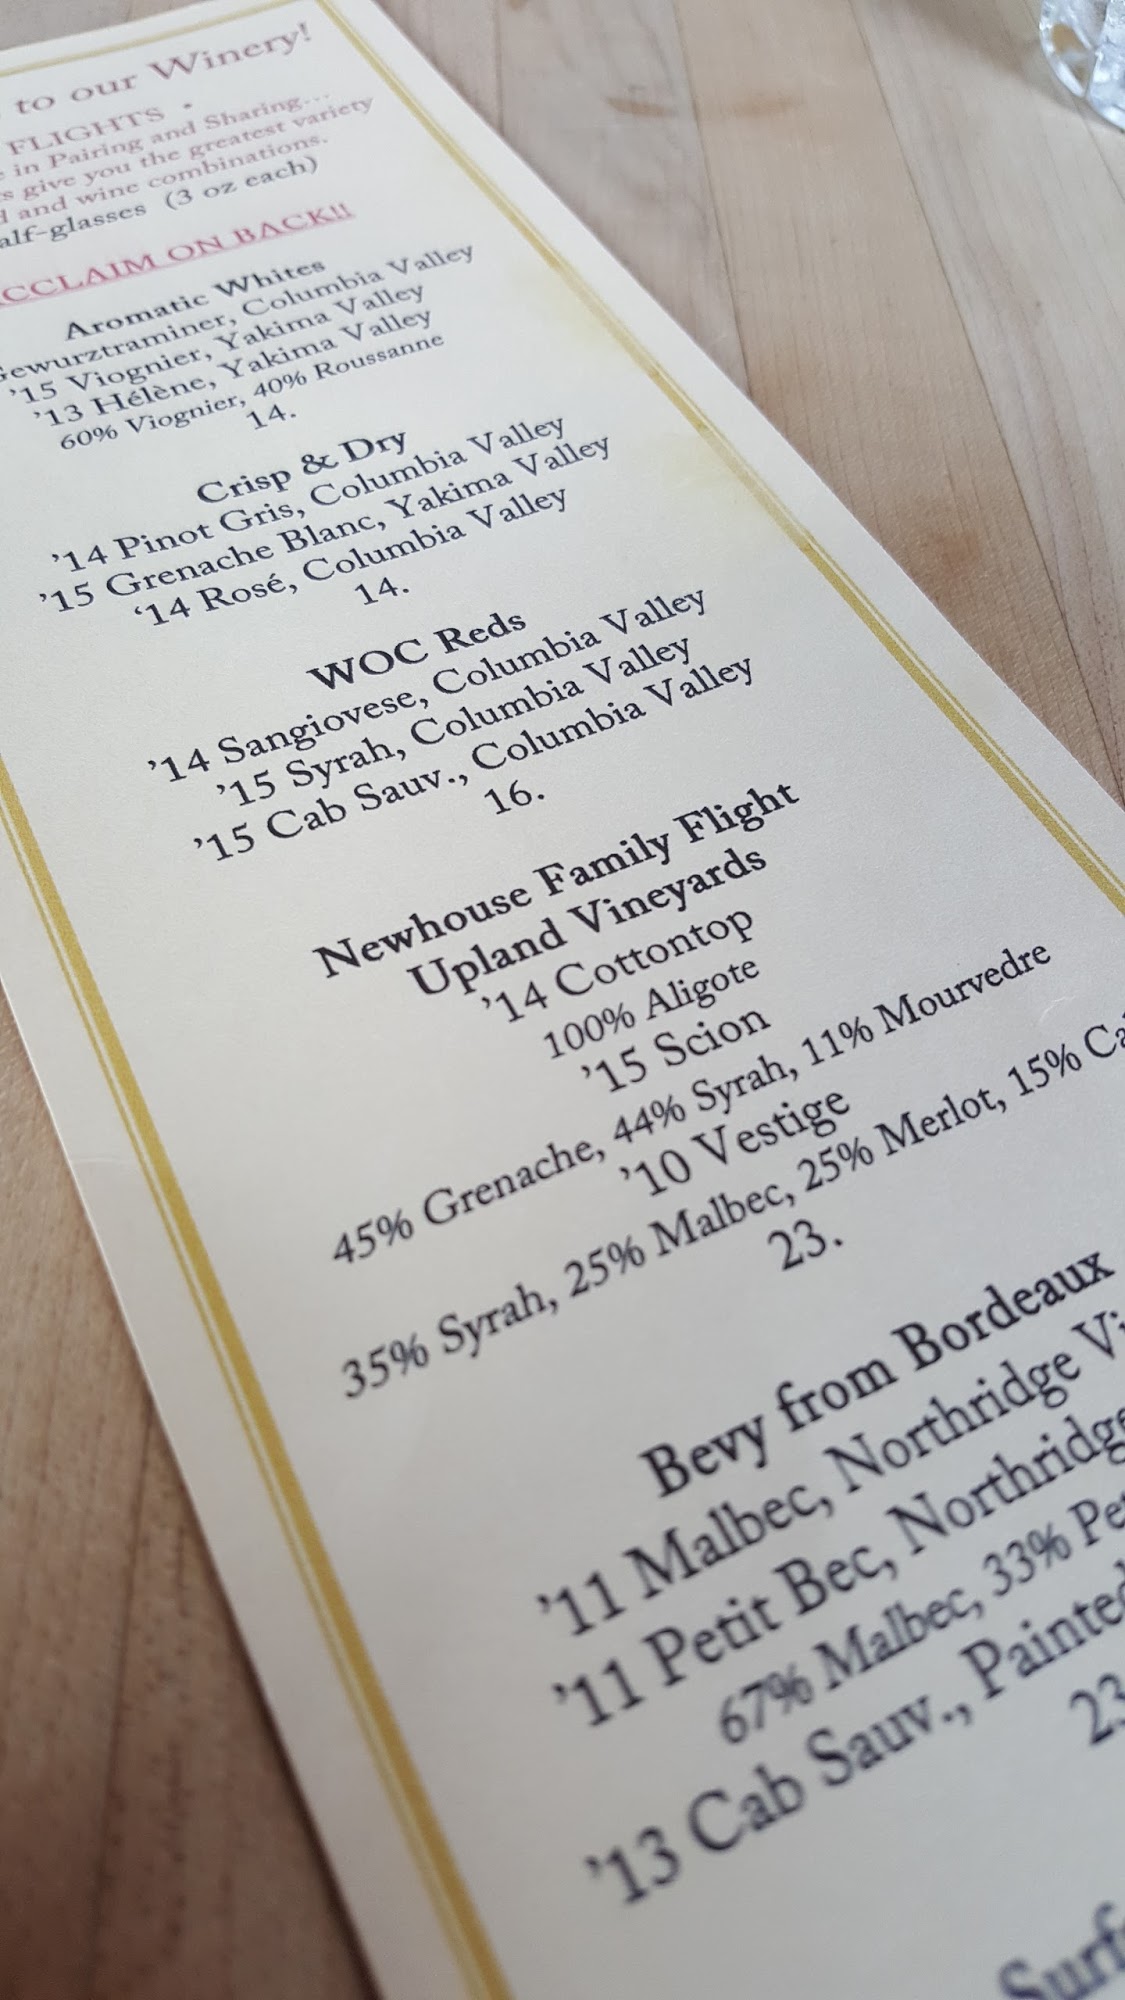 to our Winery!
FLIGHTS •
in Pairing and Sharing...
give you the greatest variety
and wine combinations.
(3 oz each)
ON BACK!!
Aromatic Whites
Gewurztraminer, Columbia Valley
'15 Viognier, Yakima Valley
'13 Hélène, Yakima Valley
60% Viognier, 40% Roussanne
14.
Crisp & Dry
'14 Pinot Gris, Columbia Valley
'15 Grenache Blanc, Yakima Valley
'14 Rosé, Columbia Valley
14.
WOC Reds
'14 Sangiovese, Columbia Valley
'15 Syrah, Columbia Valley
'15 Cab Sauv., Columbia Valley
16.
Newhouse Family Flight
Upland Vineyards
'14 Cottontop
100% Aligote
'15 Scion
45% Grenache, 44% Syrah, 11% Mourvedre
'10 Vestige
35% Syrah, 25% Malbec, 25% Merlot, 15%
23.
Bevy from Bordeaux
'11 Malbec, Northridge
'11 Petit Bec, Northridge
67% Malbec, 33%
'13 Cab Sauv., Painted